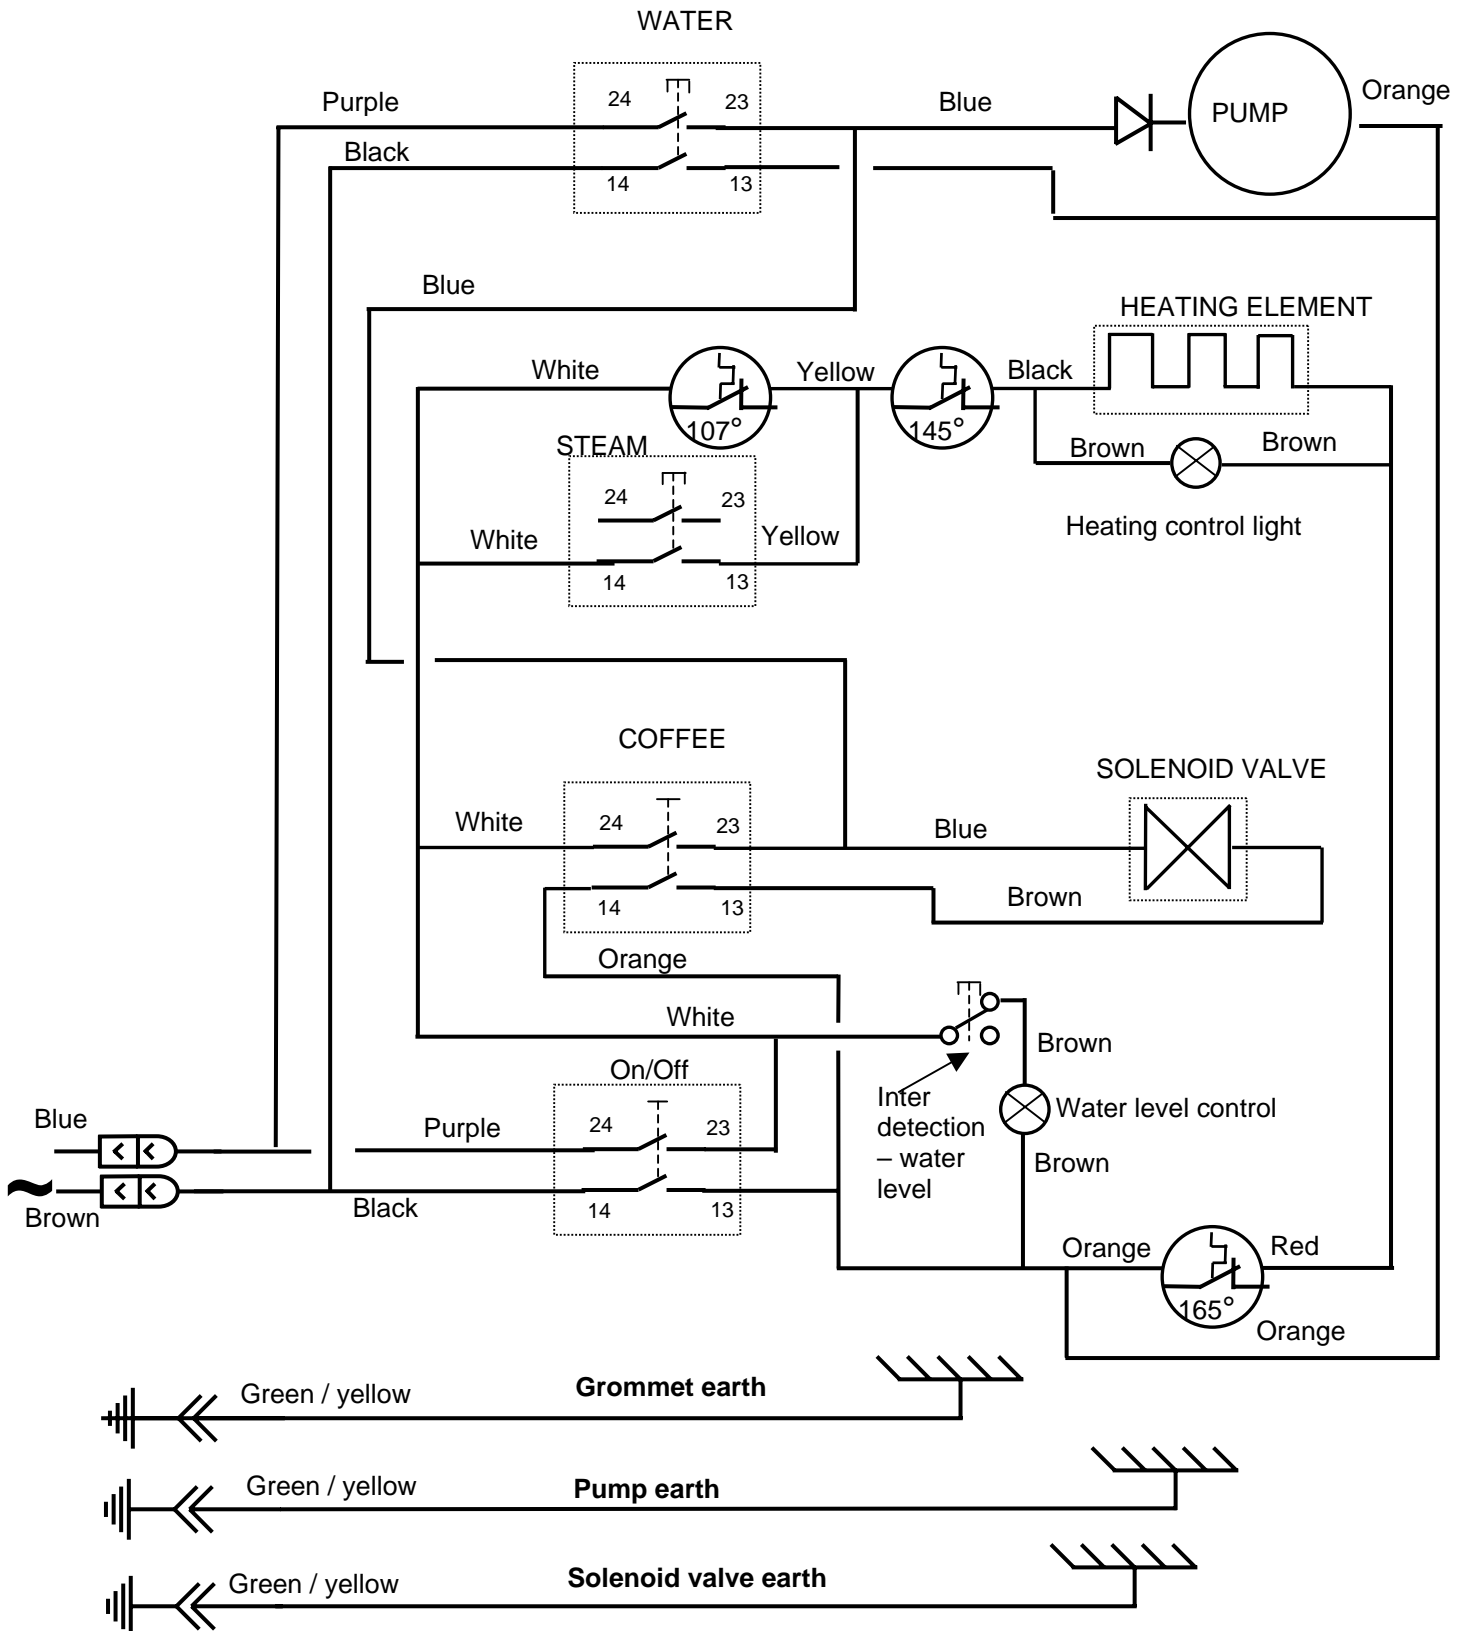 WATER
Purple
24
23
Blue
PUMP
Orange
Black
14
13
Blue
HEATING ELEMENT
White
Yellow
Black
107°
145°
STEAM
Brown
Brown
24
23
White
Yellow
Heating control light
14
13
COFFEE
SOLENOID VALVE
White
24
23
Blue
14
13
Brown
Orange
White
Brown
On/Off
Inter
detection
– water
level
Water level control
Blue
Purple
24
23
Brown
~
Brown
Black
14
13
Orange
Red
165°
Orange
Green / yellow
Grommet earth
Green / yellow
Pump earth
Green / yellow
Solenoid valve earth